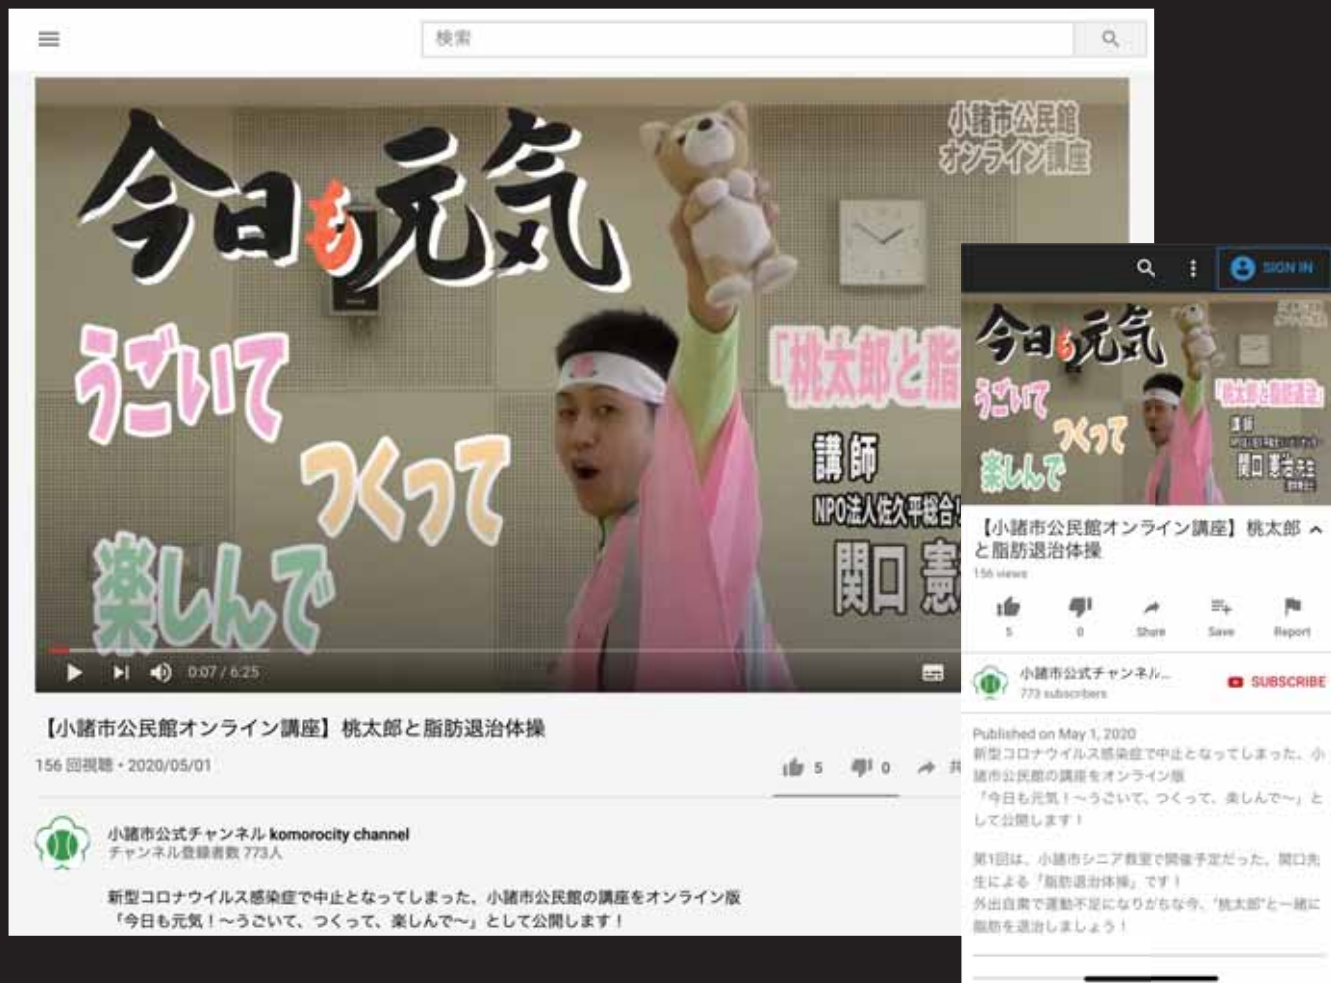 検索
今日も元気
小諸市公民館
オンライン講座
うごいて
つくって
楽しんで
「桃太郎と脂
講師
NPO法人佐久平総合
関口 憲
0:07 / 6:25
【小諸市公民館オンライン講座】桃太郎と脂肪退治体操
156 回視聴・2020/05/01
5
0
共
小諸市公式チャンネル komorocity channel
チャンネル登録者数 773人
新型コロナウイルス感染症で中止となってしまった、小諸市公民館の講座をオンライン版
「今日も元気！〜うごいて、つくって、楽しんで〜」として公開します！
SIGN IN
今日も元気
うごいて
つくって
楽しんで
「桃太郎と脂肪退治」
講師
関口 憲治 先生
【小諸市公民館オンライン講座】桃太郎
と脂肪退治体操
156 views
5
0
Share
Save
Report
小諸市公式チャンネル...
773 subscribers
SUBSCRIBE
Published on May 1, 2020
新型コロナウイルス感染症で中止となってしまった、小
諸市公民館の講座をオンライン版
「今日も元気！〜うごいて、つくって、楽しんで〜」と
して公開します！
第1回は、小諸市シニア教室で開催予定だった、関口先
生による「脂肪退治体操」です！
外出自粛で運動不足になりがちな今、"桃太郎"と一緒に
脂肪を退治しましょう！